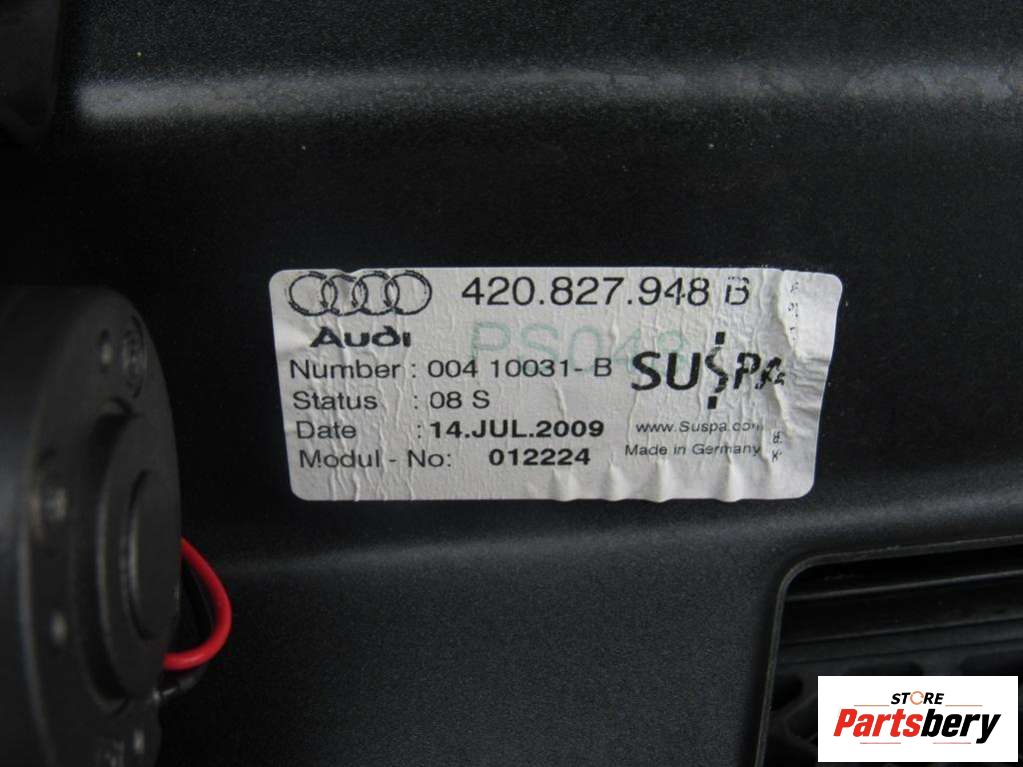 420.827.948 B
Audi
PS048
Number : 004 10031- B
SUSPA
Status : 08 S
Date : 14.JUL.2009
www.Suspa.com
Modul - No: 012224
Made in Germany
STORE
Partsbery